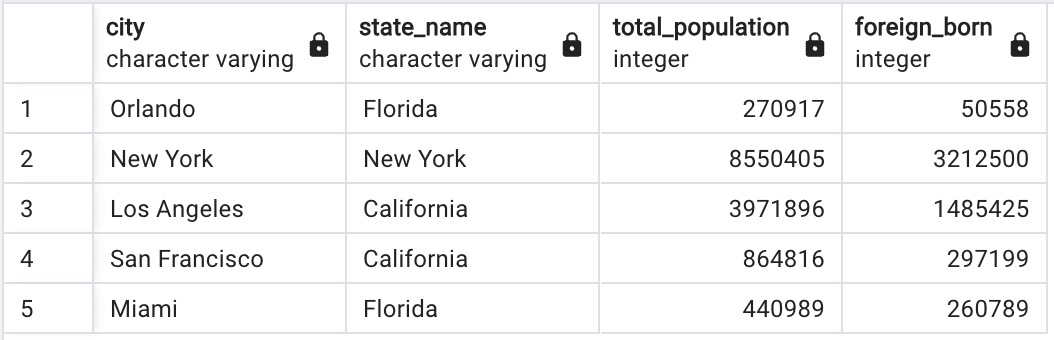 city state_name total_population foreign_born
character varying character varying integer integer
1 Orlando Florida 270917 50558
2 New York New York 8550405 3212500
3 Los Angeles California 3971896 1485425
4 San Francisco California 864816 297199
5 Miami Florida 440989 260789